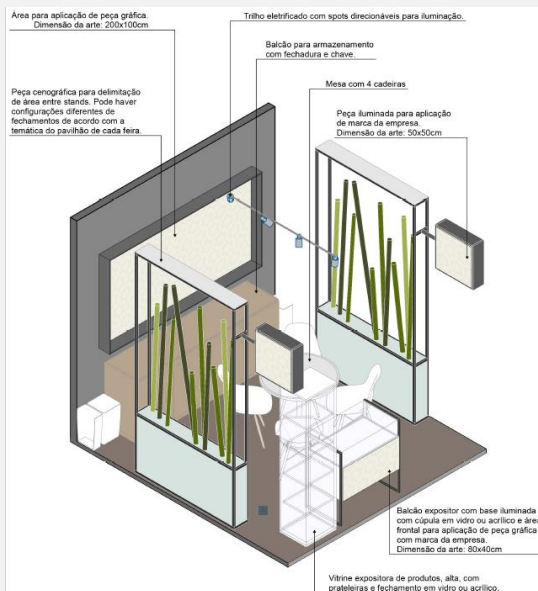 Área para aplicação de peça gráfica.
Dimensão da arte: 200x100cm
Trilho eletrificado com spots direcionáveis para iluminação.
Balcão para armazenamento
com fechadura e chave.
Mesa com 4 cadeiras
Peça cenográfica para delimitação
de área entre stands. Pode haver
configurações diferentes de
fechamentos de acordo com a
temática do pavilhão de cada feira.
Peça iluminada para aplicação
de marca da empresa.
Dimensão da arte: 50x50cm
Balcão expositor com base iluminada
com cúpula em vidro ou acrílico e área
frontal para aplicação de peça gráfica
com marca da empresa.
Dimensão da arte: 80x40cm
Vitrine expositora de produtos, alta, com
prateleiras e fechamento em vidro ou acrílico.